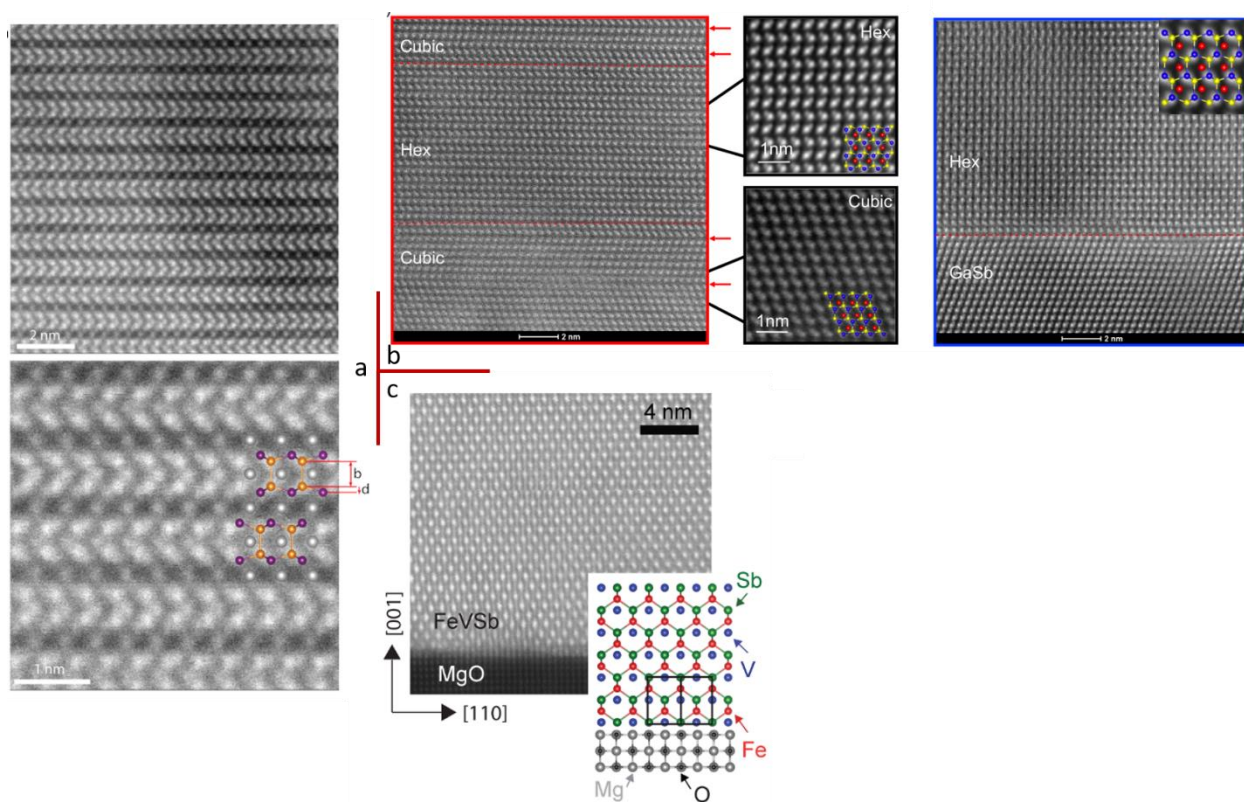 2 nm
b
d
1 nm
a
b
c
Cubic
Hex
Cubic
2 nm
Hex
1nm
Cubic
1nm
Hex
GaSb
2 nm
4 nm
[001]
FeVSb
MgO
[110]
Sb
V
Fe
Mg
O